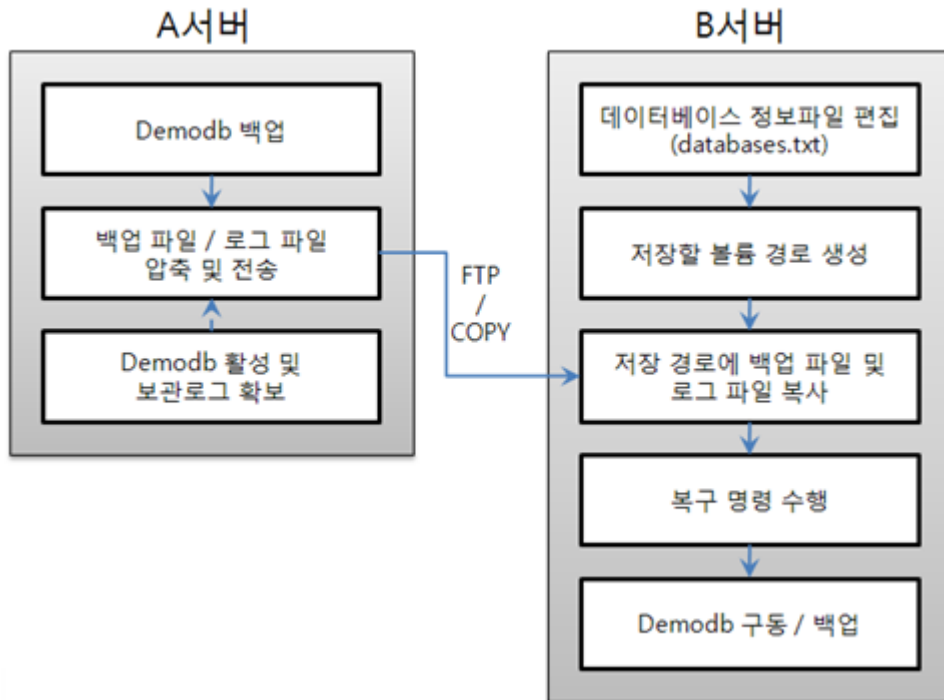 A서버
Demodb 백업
백업 파일 / 로그 파일
압축 및 전송
Demodb 활성 및
보관로그 확보
FTP
/
COPY
B서버
데이터베이스 정보파일 편집
(databases.txt)
저장할 볼륨 경로 생성
저장 경로에 백업 파일 및
로그 파일 복사
복구 명령 수행
Demodb 구동 / 백업